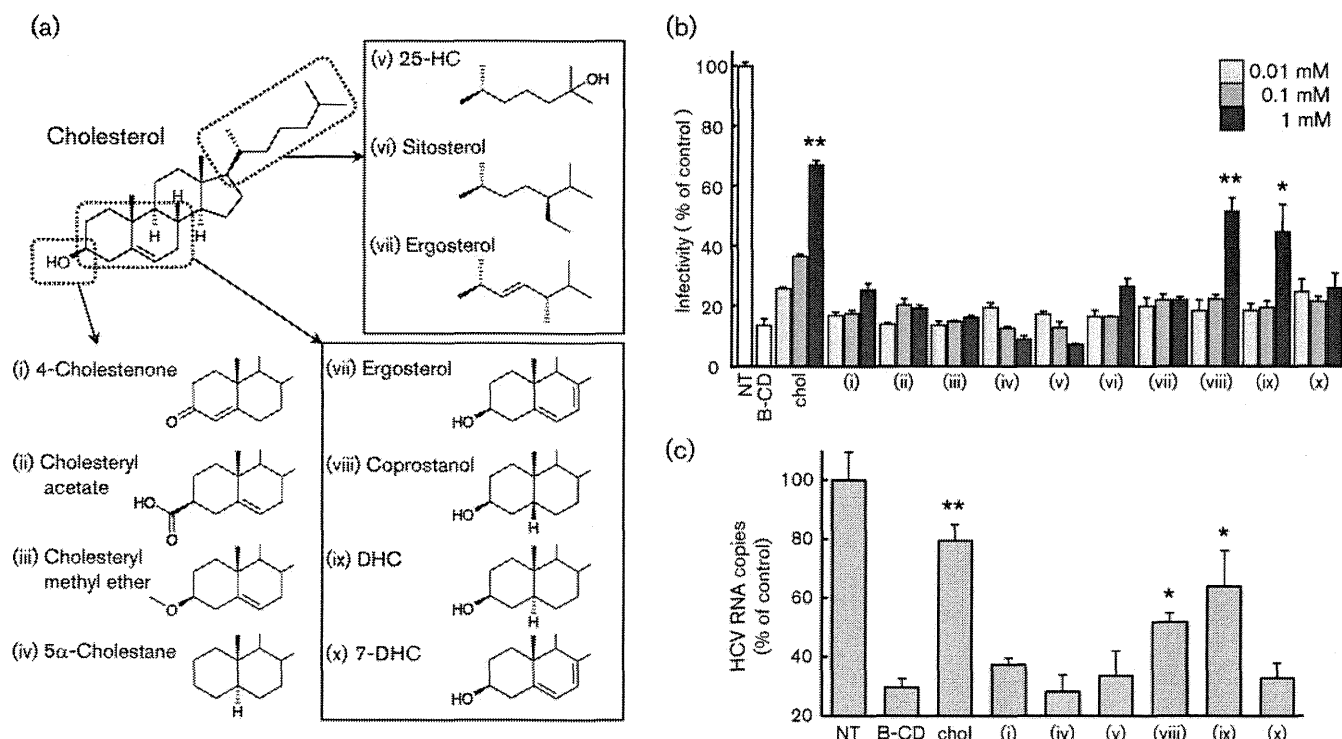 (a)
Cholesterol
H
H
H
HO
(v) 25-HC
OH
(vi) Sitosterol
(vii) Ergosterol
(i) 4-Cholestenone
O
(ii) Cholesteryl
acetate
HO
O
(iii) Cholesteryl
methyl ether
O
(iv) 5α-Cholestane
H
(vii) Ergosterol
HO
(viii) Coprostanol
HO
H
(ix) DHC
HO
H
(x) 7-DHC
HO
(b)
Infectivity ( % of control)
100
80
60
40
20
0
**
**
*
0.01 mM
0.1 mM
1 mM
NT
B-CD
chol
(i)
(ii)
(iii)
(iv)
(v)
(vi)
(vii)
(viii)
(ix)
(x)
(c)
HCV RNA copies
(% of control)
100
80
60
40
20
**
*
*
NT
B-CD
chol
(i)
(iv)
(v)
(viii)
(ix)
(x)